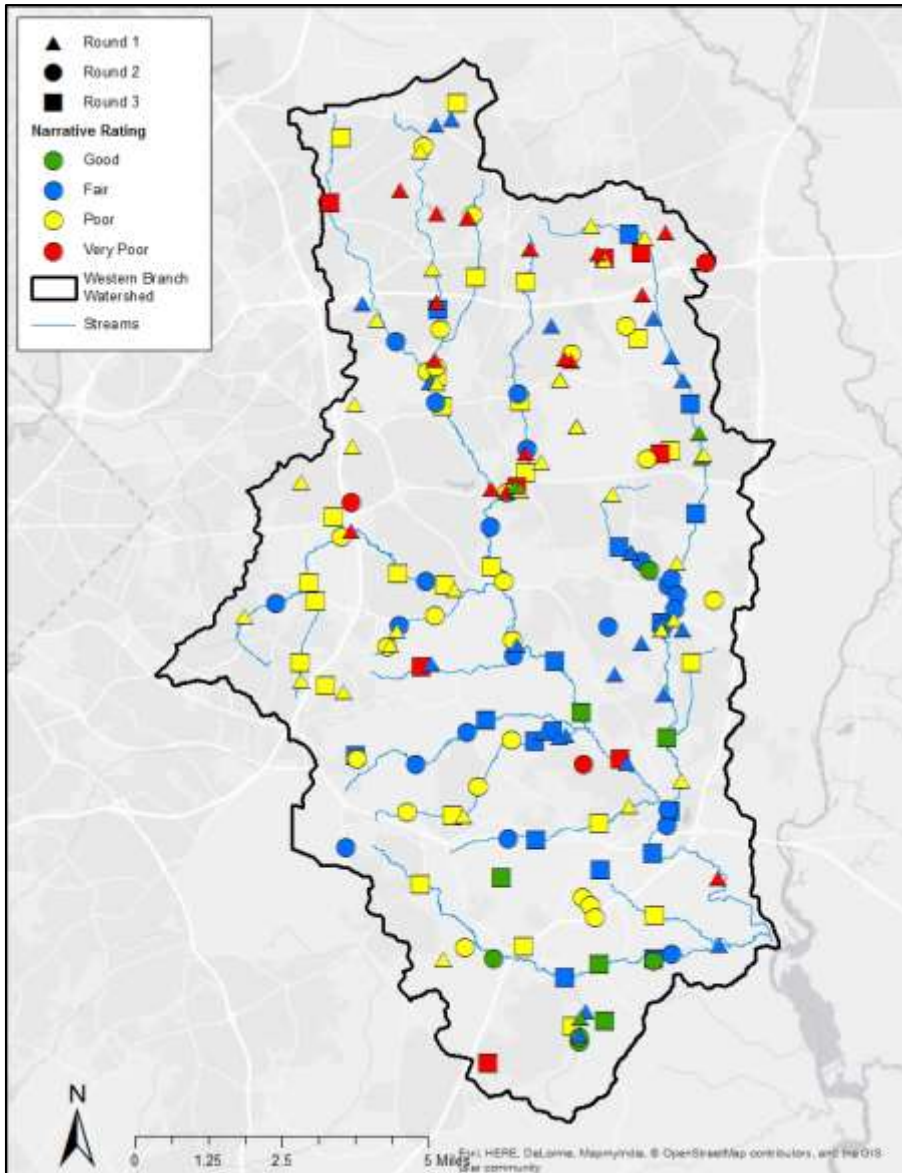 Round 1
Round 2
Round 3
Narrative Rating
Good
Fair
Poor
Very Poor
Western Branch
Watershed
Streams
N
0 1.25 2.5 5 Miles
Esri, HERE, DeLorme, MapmyIndia, © OpenStreetMap contributors, and the GIS
user community